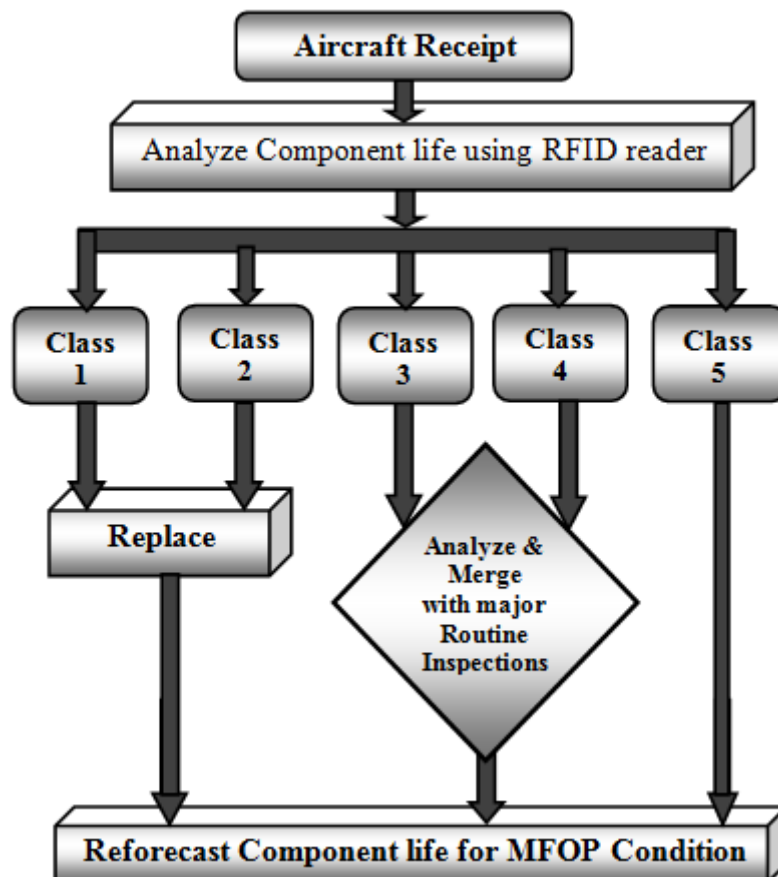 Aircraft Receipt
Analyze Component life using RFID reader
Class
1
Class
2
Class
3
Class
4
Class
5
Replace
Analyze &
Merge
with major
Routine
Inspections
Reforecast Component life for MFOP Condition